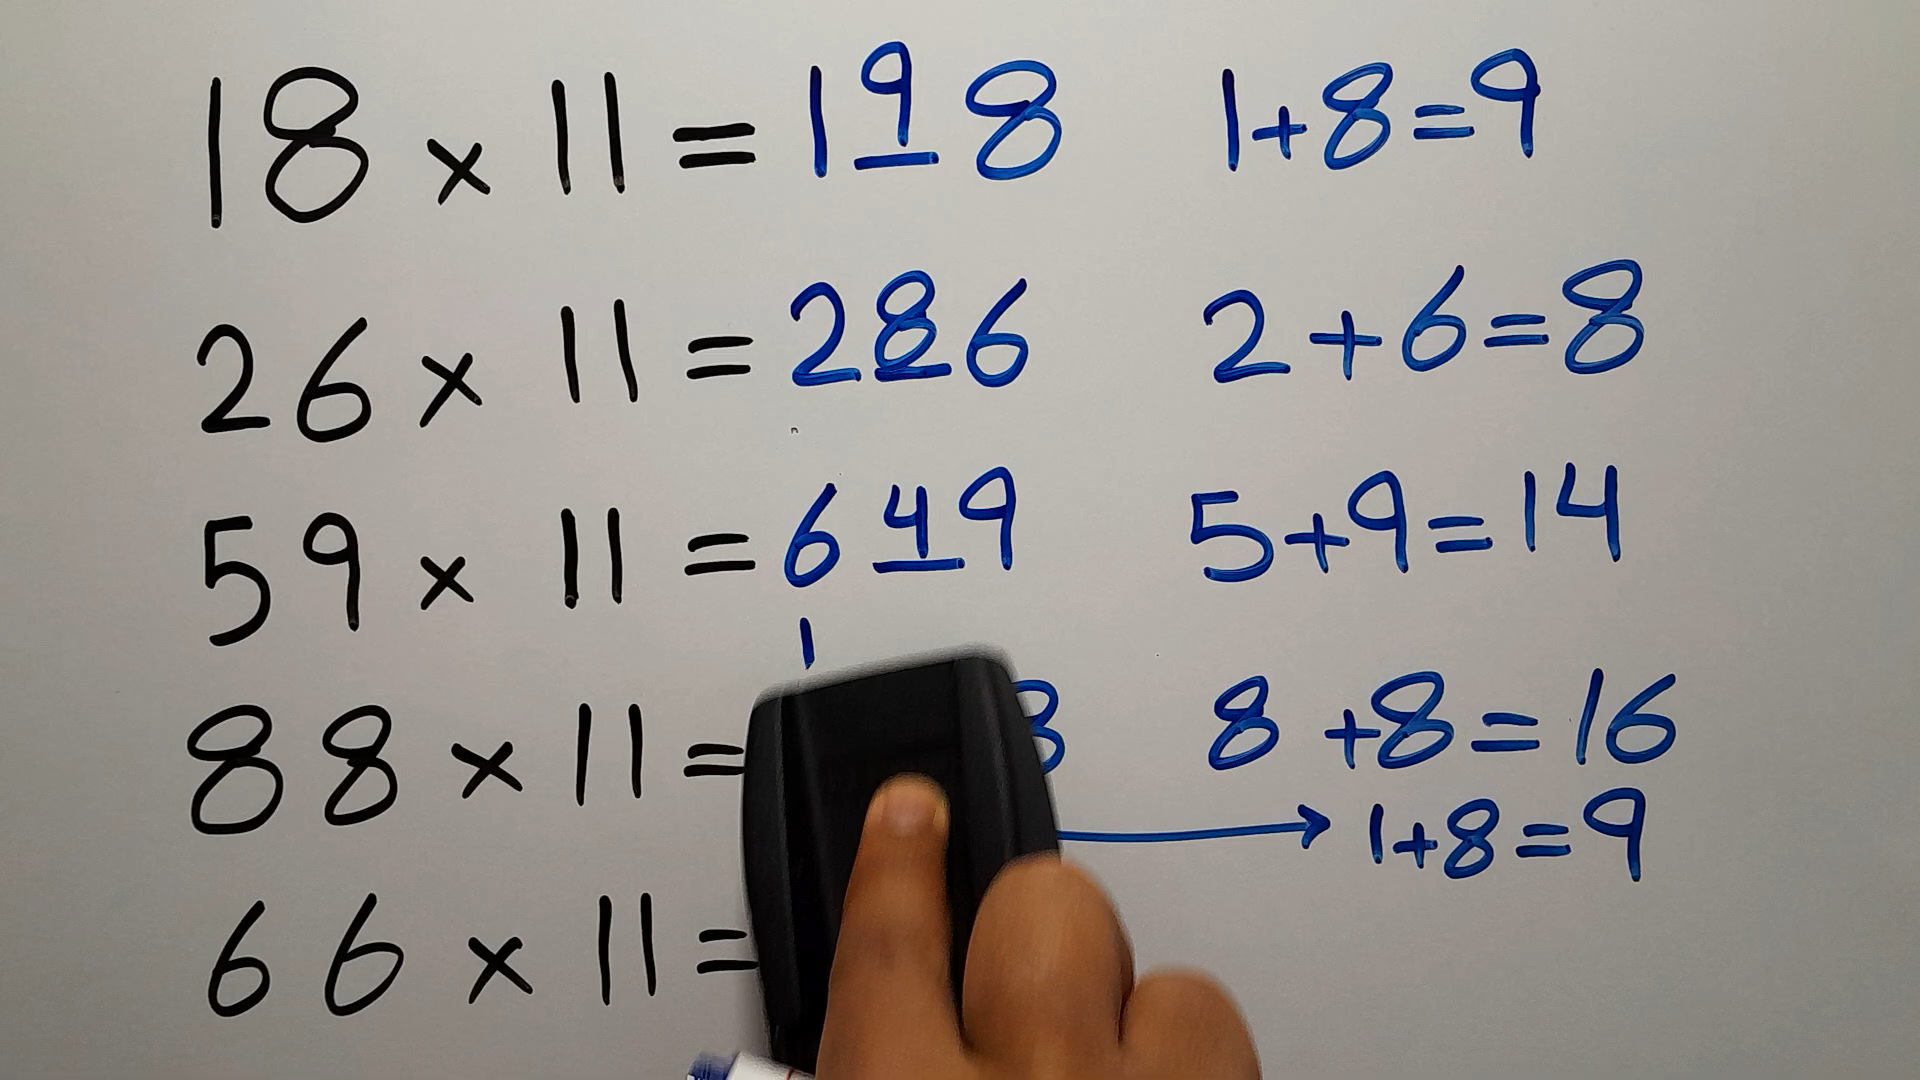 18 × 11 = 198 1+8=9
26 × 11 = 286 2+6=8
59 × 11 = 649 5+9=14
1
88 × 11 = 8 8+8=16
→ 1+8=9
66 × 11 =